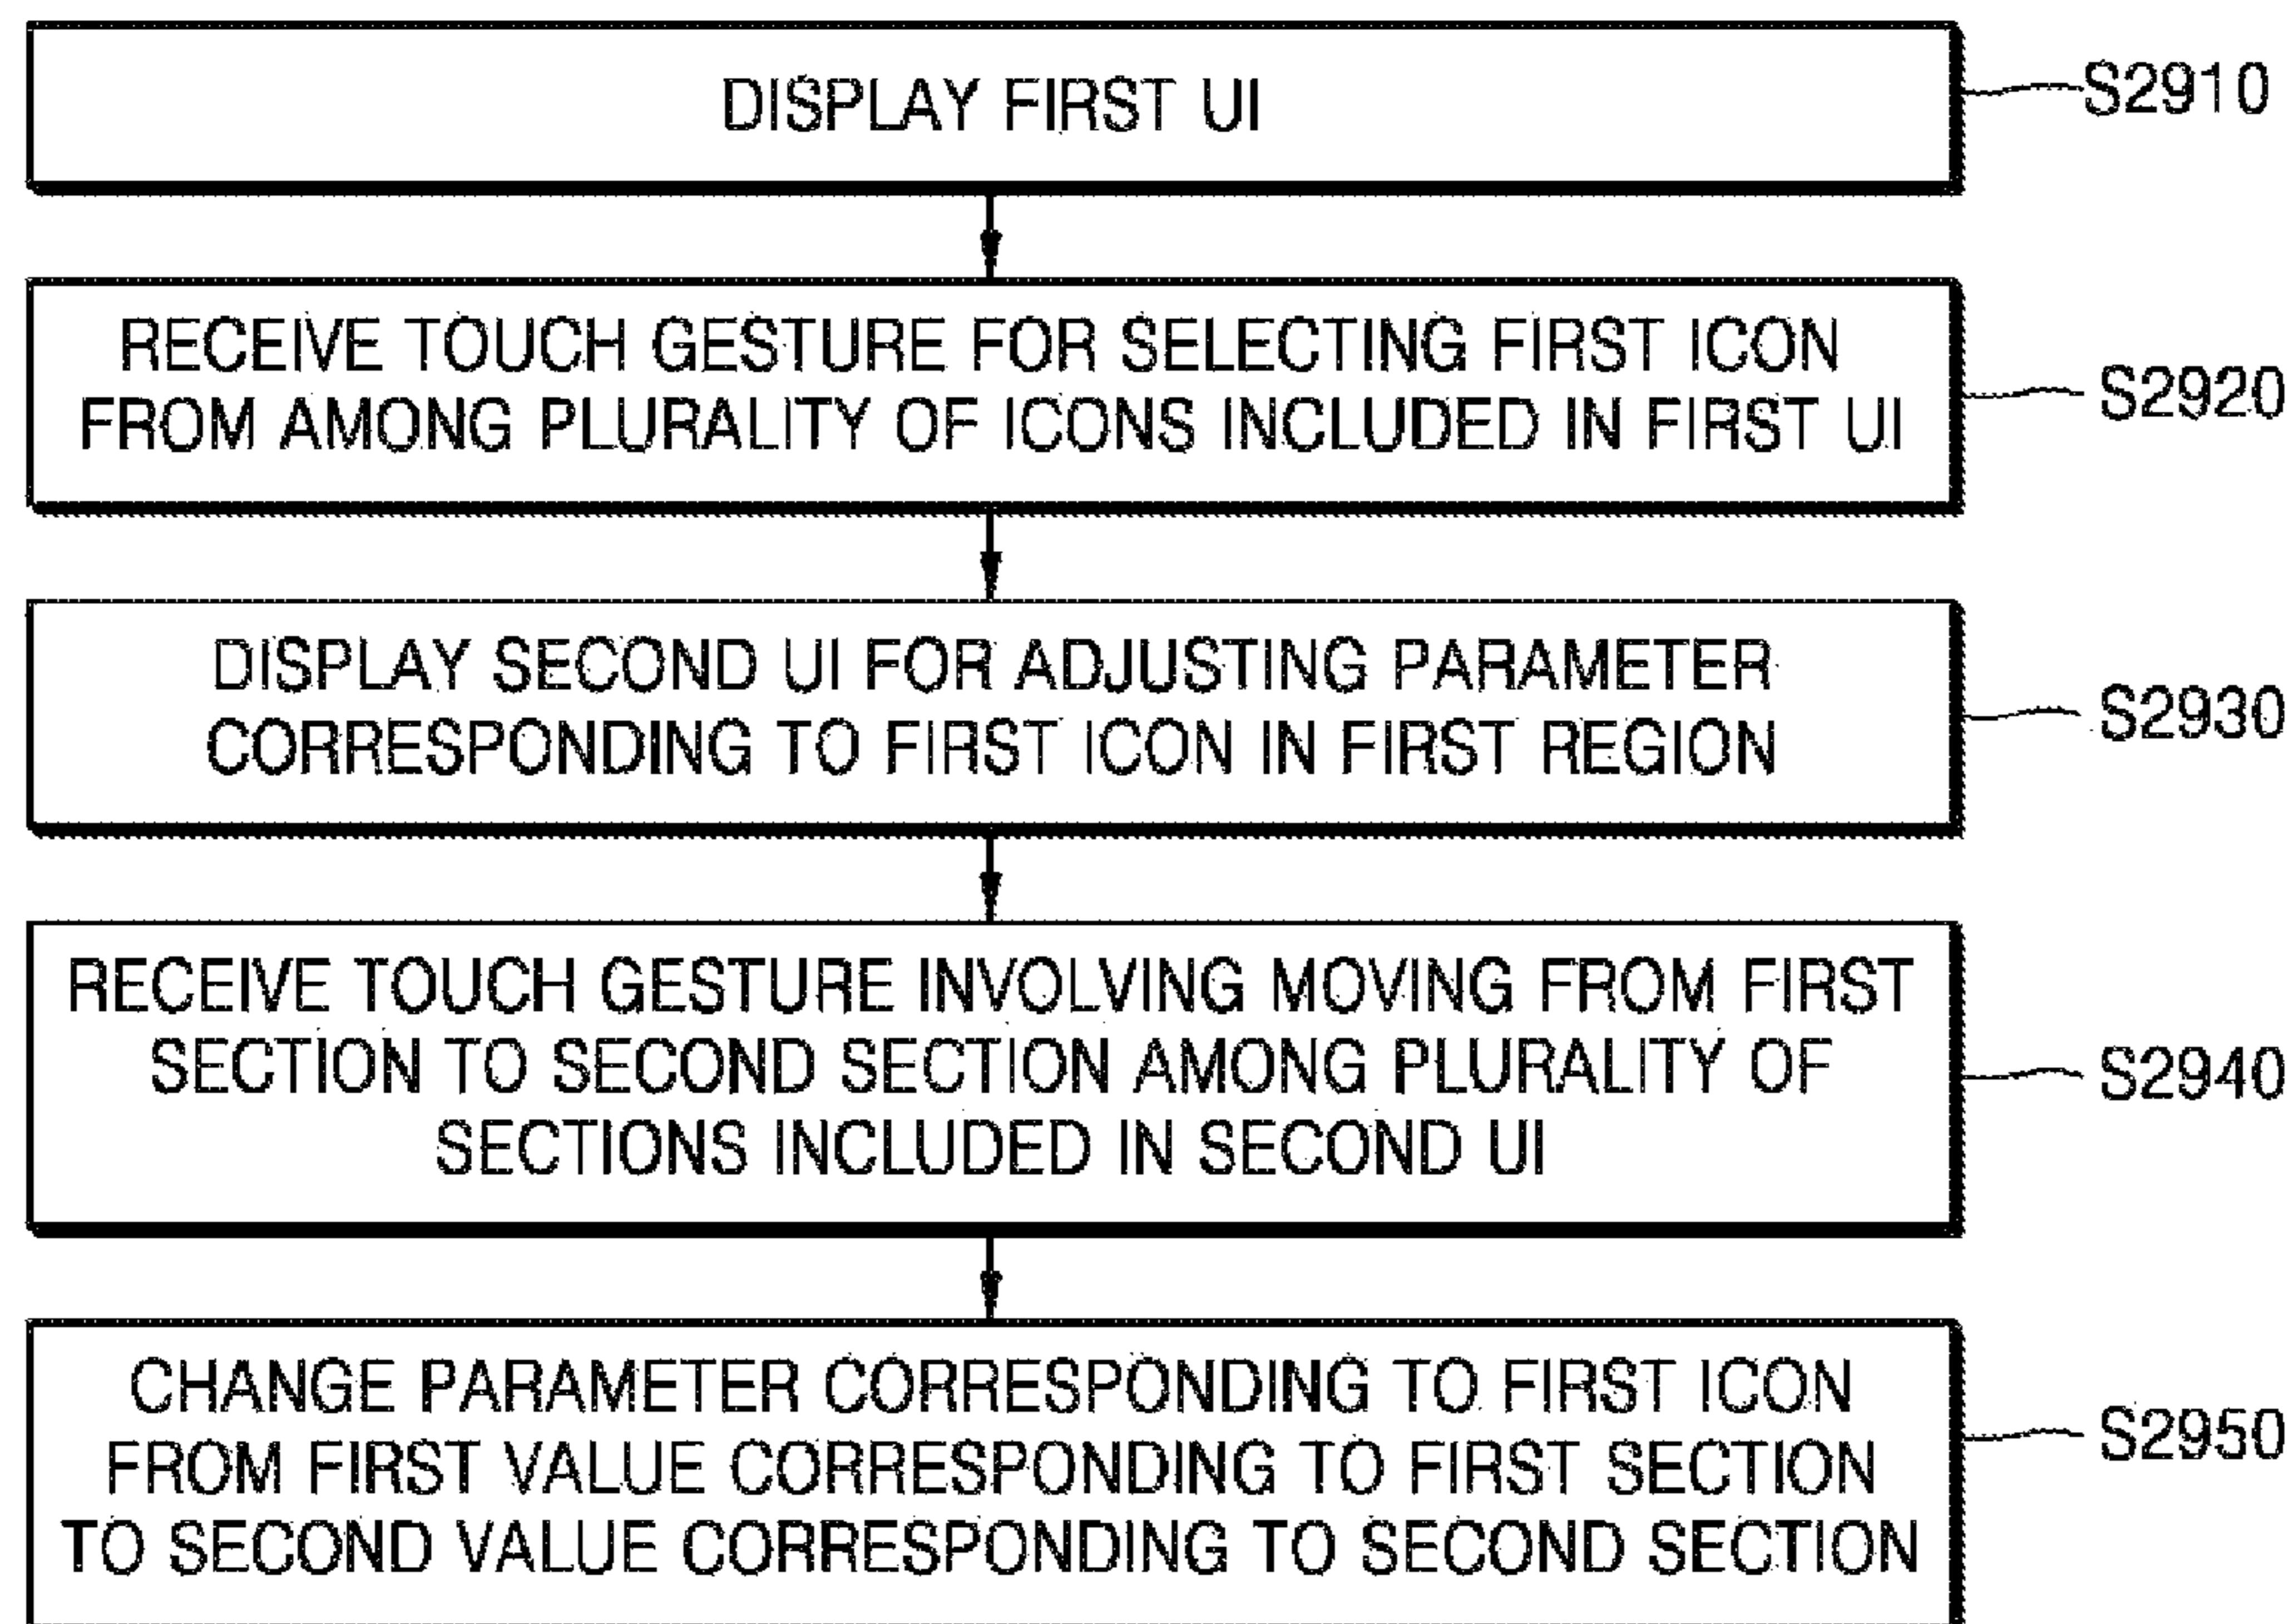 DISPLAY FIRST UI
S2910
RECEIVE TOUCH GESTURE FOR SELECTING FIRST ICON
FROM AMONG PLURALITY OF ICONS INCLUDED IN FIRST UI
S2920
DISPLAY SECOND UI FOR ADJUSTING PARAMETER
CORRESPONDING TO FIRST ICON IN FIRST REGION
S2930
RECEIVE TOUCH GESTURE INVOLVING MOVING FROM FIRST
SECTION TO SECOND SECTION AMONG PLURALITY OF
SECTIONS INCLUDED IN SECOND UI
S2940
CHANGE PARAMETER CORRESPONDING TO FIRST ICON
FROM FIRST VALUE CORRESPONDING TO FIRST SECTION
TO SECOND VALUE CORRESPONDING TO SECOND SECTION
S2950